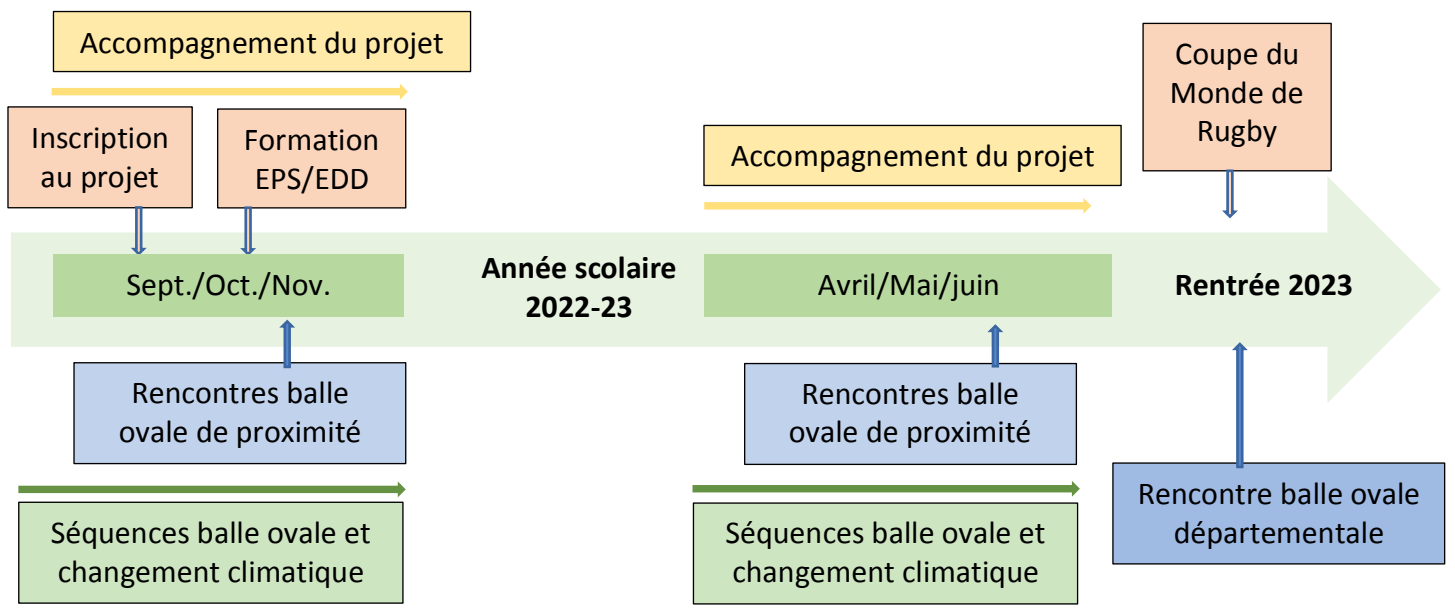 Accompagnement du projet
Inscription
au projet
Formation
EPS/EDD
Accompagnement du projet
Coupe du
Monde de
Rugby
Sept./Oct./Nov.
Année scolaire
2022-23
Avril/Mai/juin
Rentrée 2023
Rencontres balle
ovale de proximité
Rencontres balle
ovale de proximité
Rencontre balle ovale
départementale
Séquences balle ovale et
changement climatique
Séquences balle ovale et
changement climatique